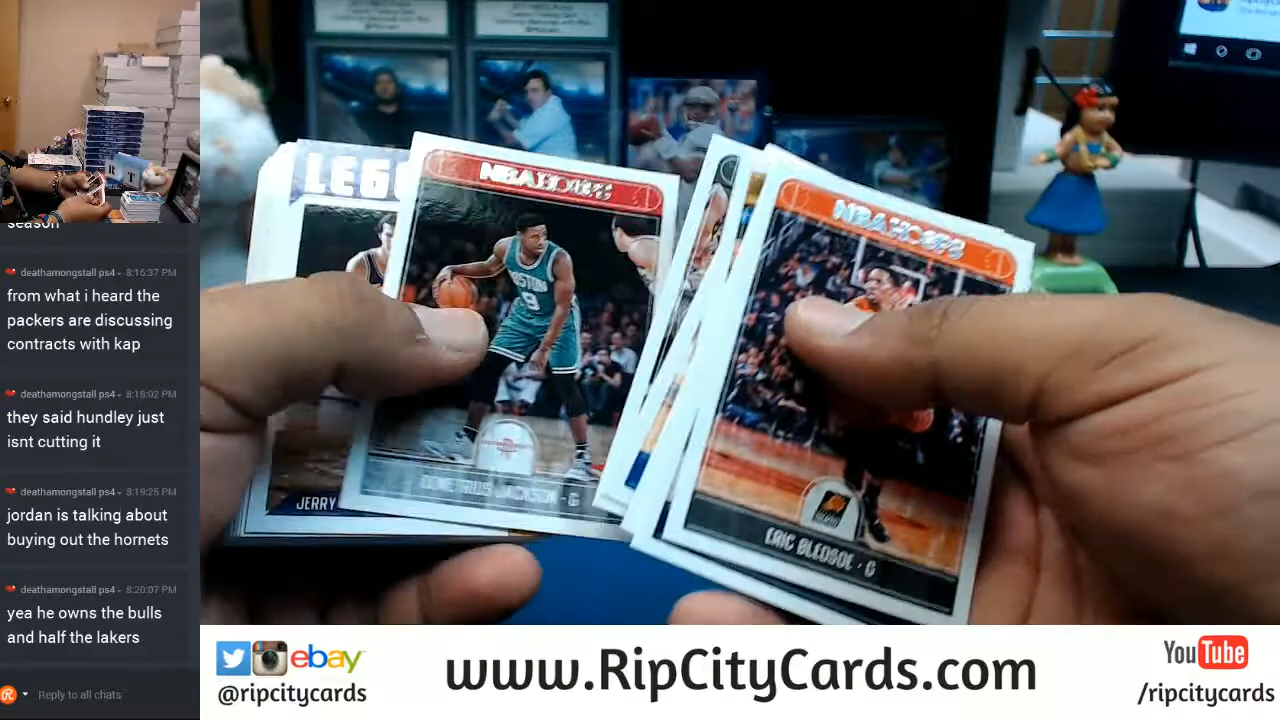 season
deathamongstall ps4 - 8:16:37 PM
from what i heard the
packers are discussing
contracts with kap
deathamongstall ps4 - 8:18:02 PM
they said hundley just
isnt cutting it
deathamongstall ps4 - 8:19:25 PM
jordan is talking about
buying out the hornets
deathamongstall ps4 - 8:20:07 PM
yea he owns the bulls
and half the lakers
Reply to all chats
NBA HOOPS
BOSTON
9
JACKSON - G
JERRY
NBA HOOPS
ERIC BLEDSOE - G
ebay
@ripcitycards
www.RipCityCards.com
YouTube
/ripcitycards